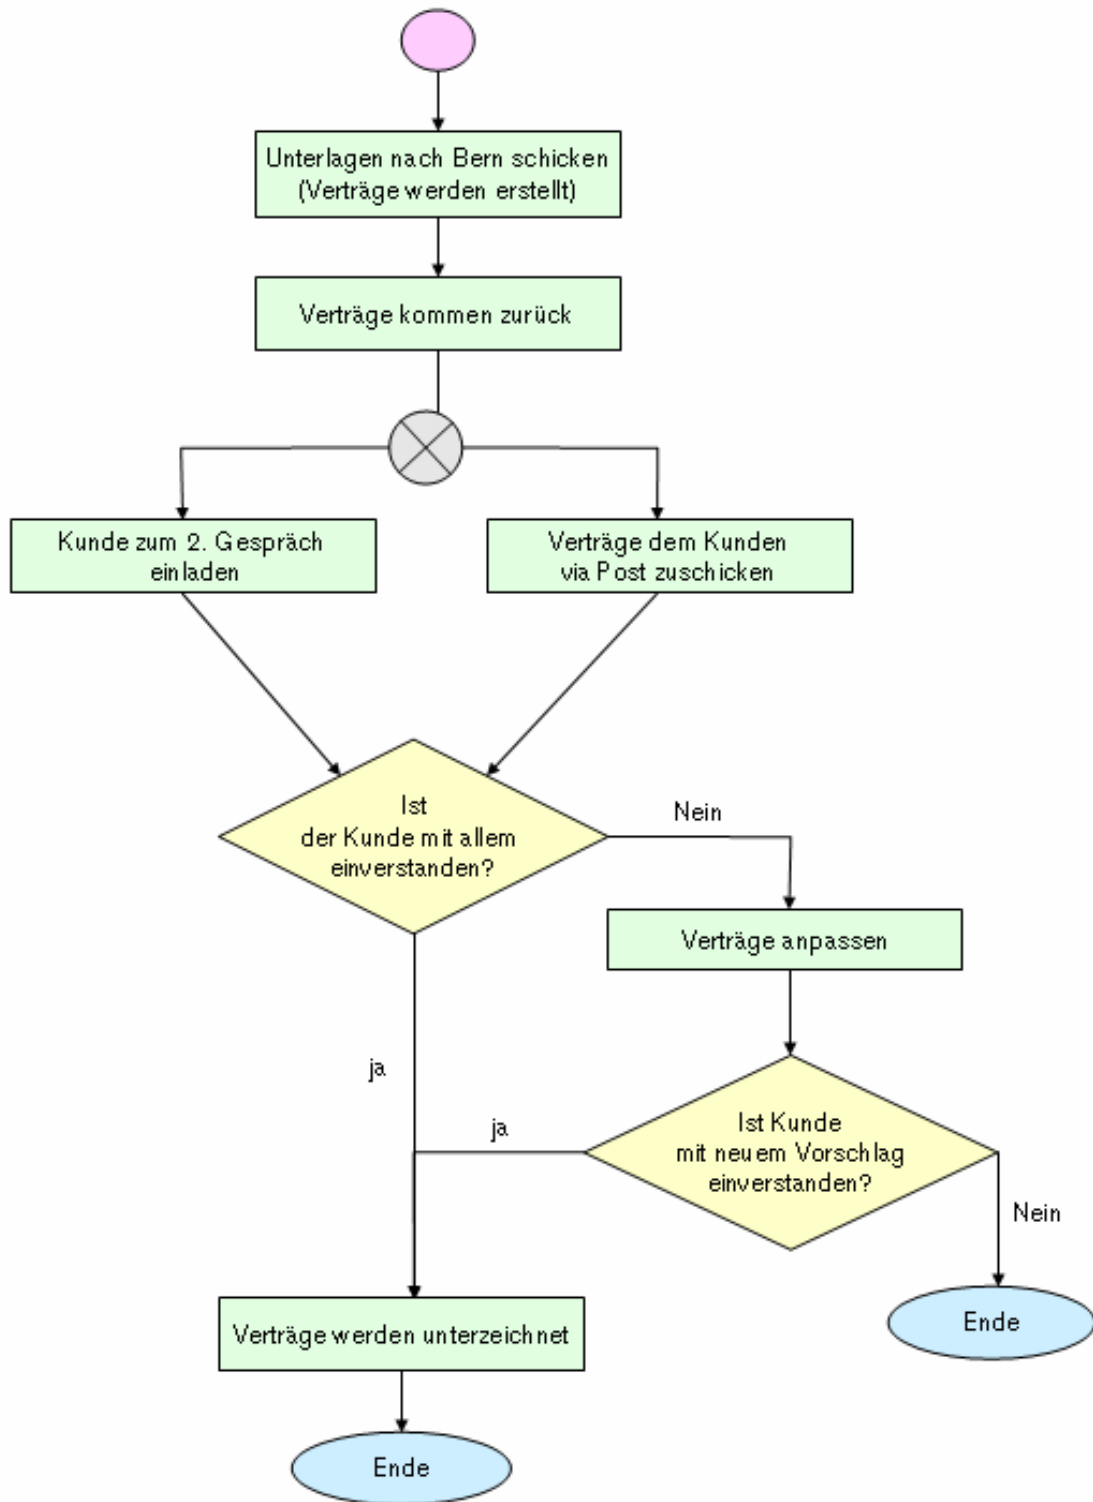 Unterlagen nach Bern schicken
(Verträge werden erstellt)
Verträge kommen zurück
Kunde zum 2. Gespräch
einladen
Verträge dem Kunden
via Post zuschicken
Ist
der Kunde mit allem
einverstanden?
Nein
Verträge anpassen
ja
ja
Ist Kunde
mit neuem Vorschlag
einverstanden?
Nein
Verträge werden unterzeichnet
Ende
Ende